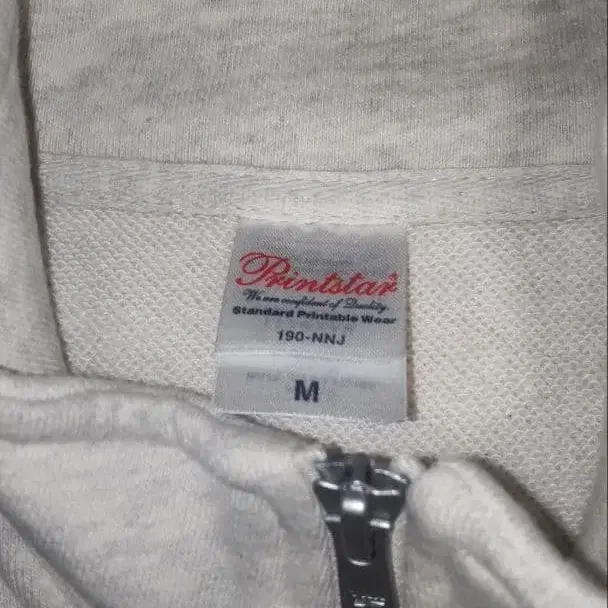 Printstar
We are confident of Quality
Standard Printable Wear
190-NNJ
M